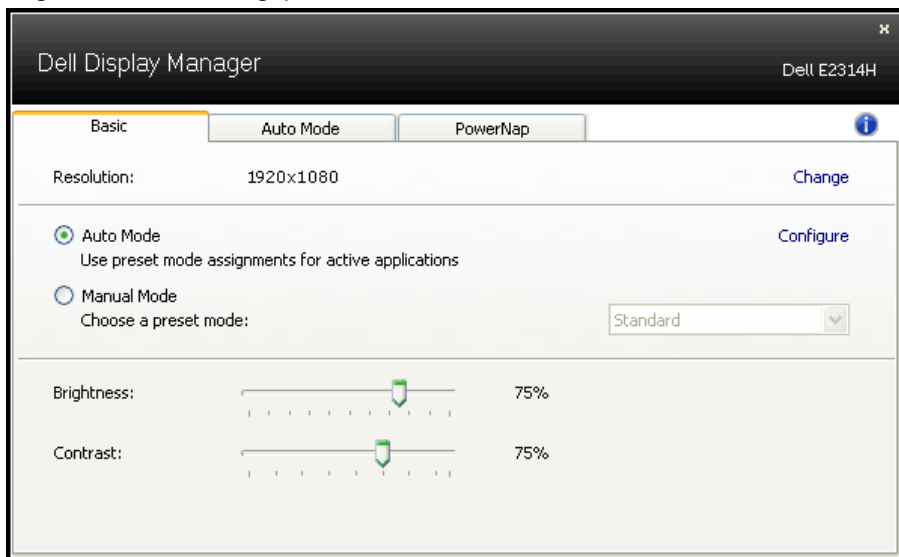 Dell Display Manager
Dell E2314H
Basic Auto Mode PowerNap
Resolution: 1920x1080 Change
Auto Mode Configure
Use preset mode assignments for active applications
Manual Mode
Choose a preset mode: Standard
Brightness: 75%
Contrast: 75%